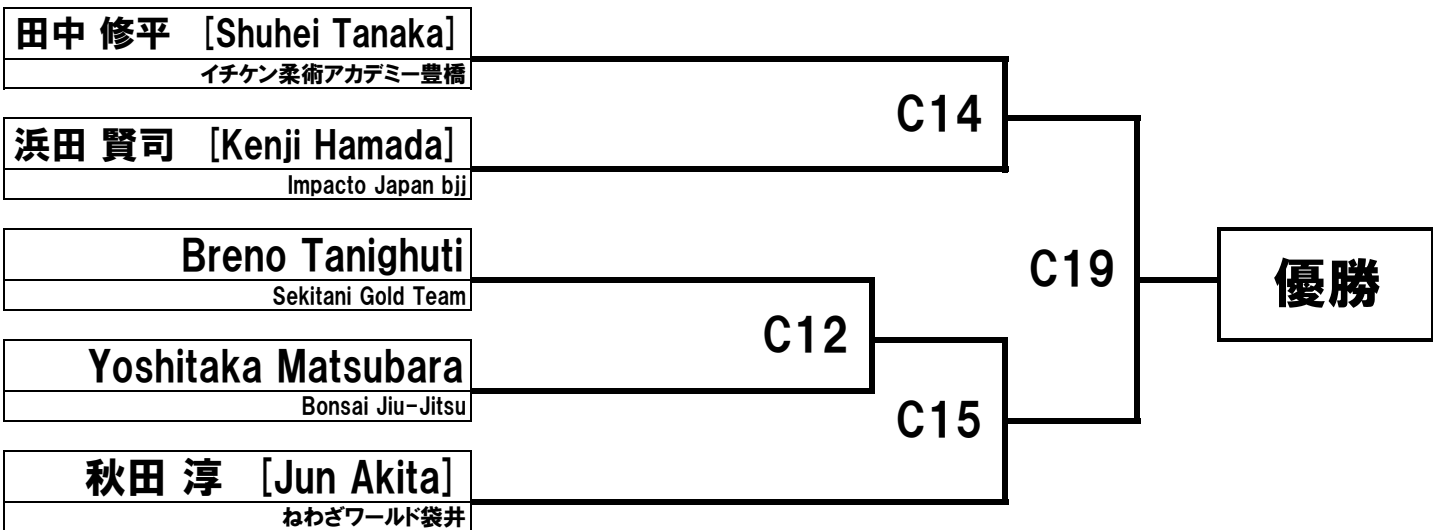 田中 修平 [Shuhei Tanaka]
イチケン柔術アカデミー豊橋
浜田 賢司 [Kenji Hamada]
Impacto Japan bjj
Breno Tanighuti
Sekitani Gold Team
Yoshitaka Matsubara
Bonsai Jiu-Jitsu
秋田 淳 [Jun Akita]
ねわざワールド袋井
C14
C12
C15
C19
優勝